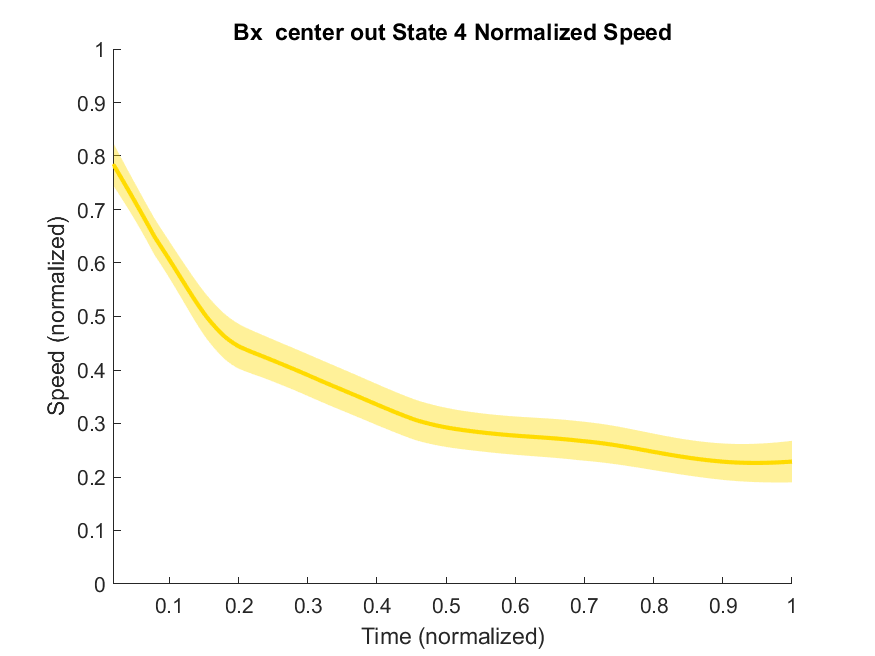 Bx  center out State 4 Normalized Speed
1
0.9
0.8
0.7
0.6
0.5
0.4
0.3
0.2
0.1
0
Speed (normalized)
0.1 0.2 0.3 0.4 0.5 0.6 0.7 0.8 0.9 1
Time (normalized)